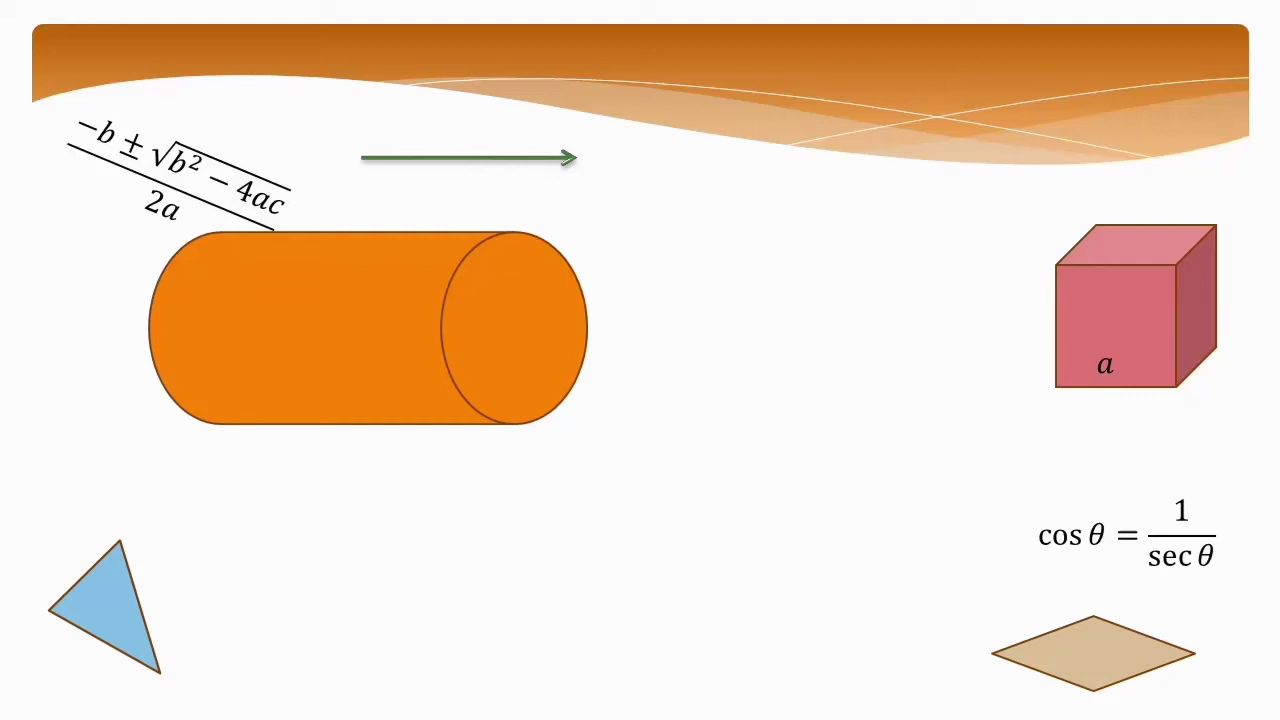 −b ± √b² − 4ac
2a
a
cos θ = 1
sec θ